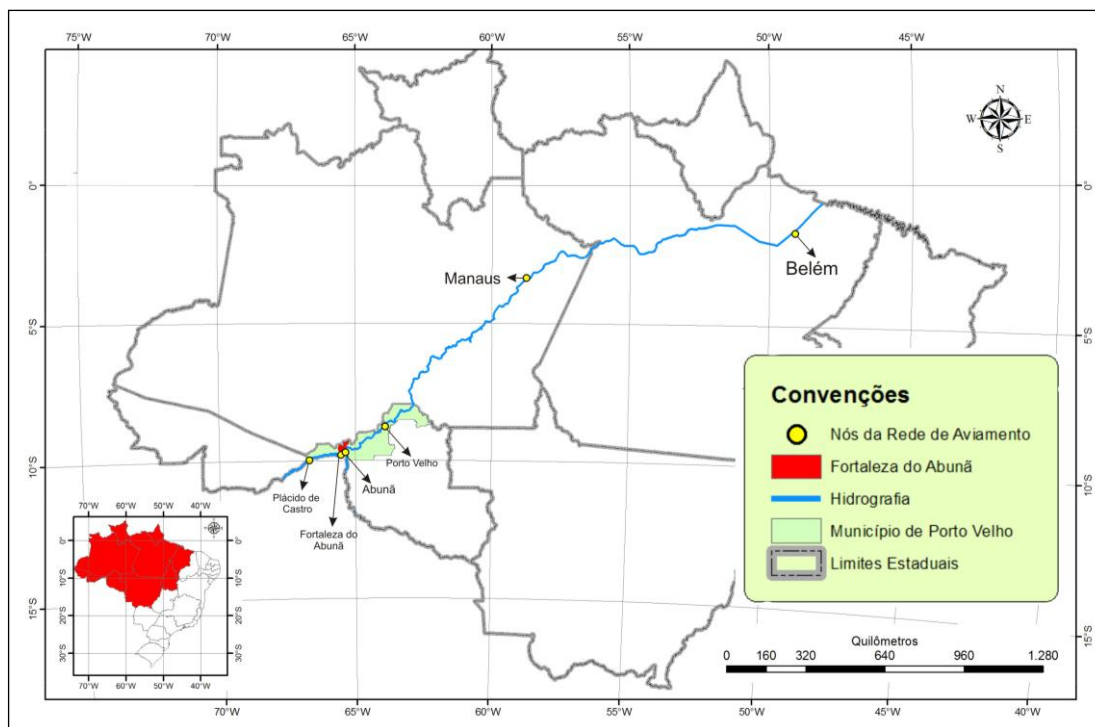 75°W 70°W 65°W 60°W 55°W 50°W 45°W
N
W E
S
0° 0°
Manaus
Belém
5°S 5°S
Convenções
Nós da Rede de Aviamento
Fortaleza do Abunã
Hidrografia
Município de Porto Velho
Limites Estaduais
Porto Velho
10°S 10°S
Abunã
Plácido de
Castro
Fortaleza do
Abunã
70°W 60°W 50°W 40°W
0° 0°
10°S 10°S
20°S 20°S
30°S 30°S
70°W 60°W 50°W 40°W
15°S 15°S
Quilômetros
0 160 320 640 960 1.280
70°W 65°W 60°W 55°W 50°W 45°W 40°W